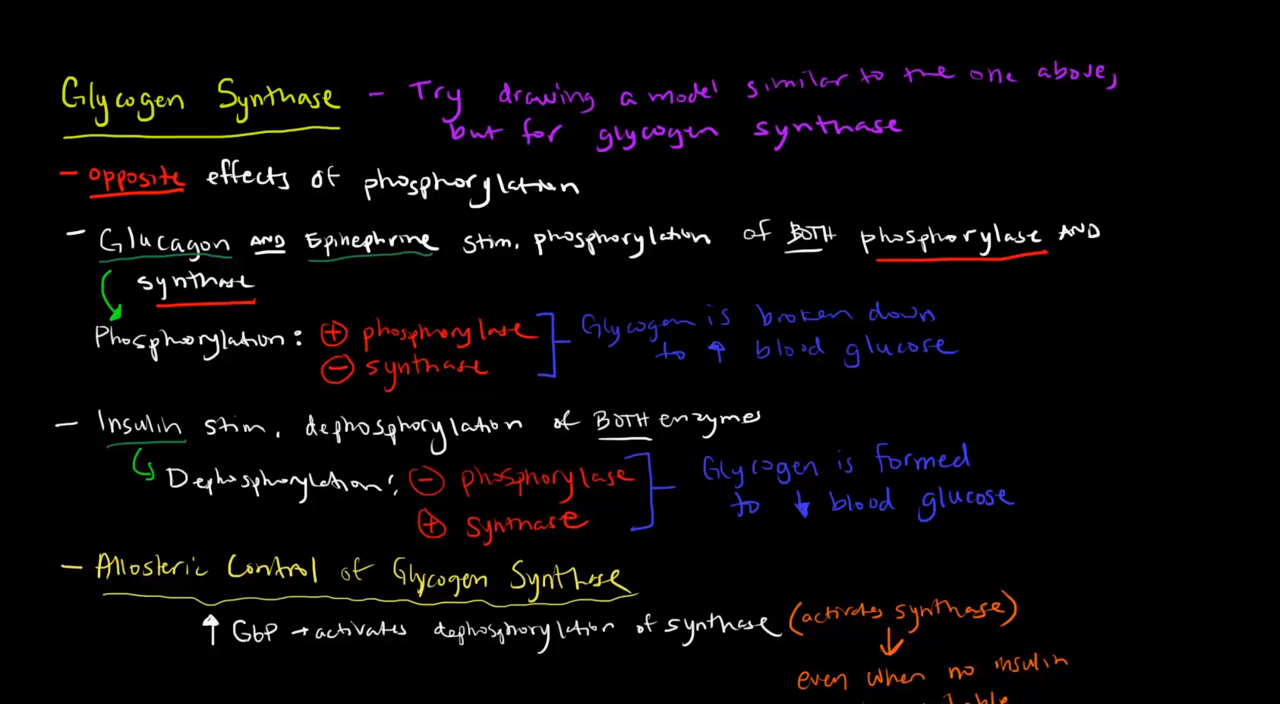 Glycogen Synthase - Try drawing a model similar to the one above,
but for glycogen synthase
- opposite effects of phosphorylation
- Glucagon AND Epinephrine stim. phosphorylation of BOTH phosphorylase AND
synthase
Phosphorylation: ⊕ phosphorylase
⊖ synthase
Glycogen is broken down
to ↑ blood glucose
- Insulin stim. dephosphorylation of BOTH enzymes
Dephosphorylation: ⊖ phosphorylase
⊕ synthase
Glycogen is formed
to ↓ blood glucose
- Allosteric Control of Glycogen Synthase
↑ G6P → activates dephosphorylation of synthase (activates synthase)
↓
even when no insulin